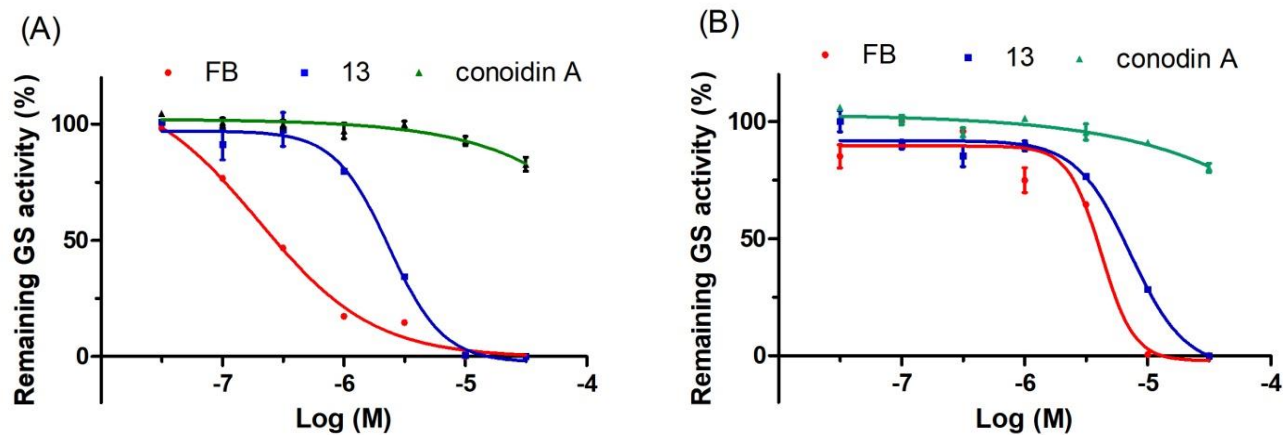 (A)
FB 13 conoidin A
Remaining GS activity (%)
100
50
0
-7 -6 -5 -4
Log (M)
(B)
FB 13 conodin A
Remaining GS activity (%)
100
50
0
-7 -6 -5 -4
Log (M)